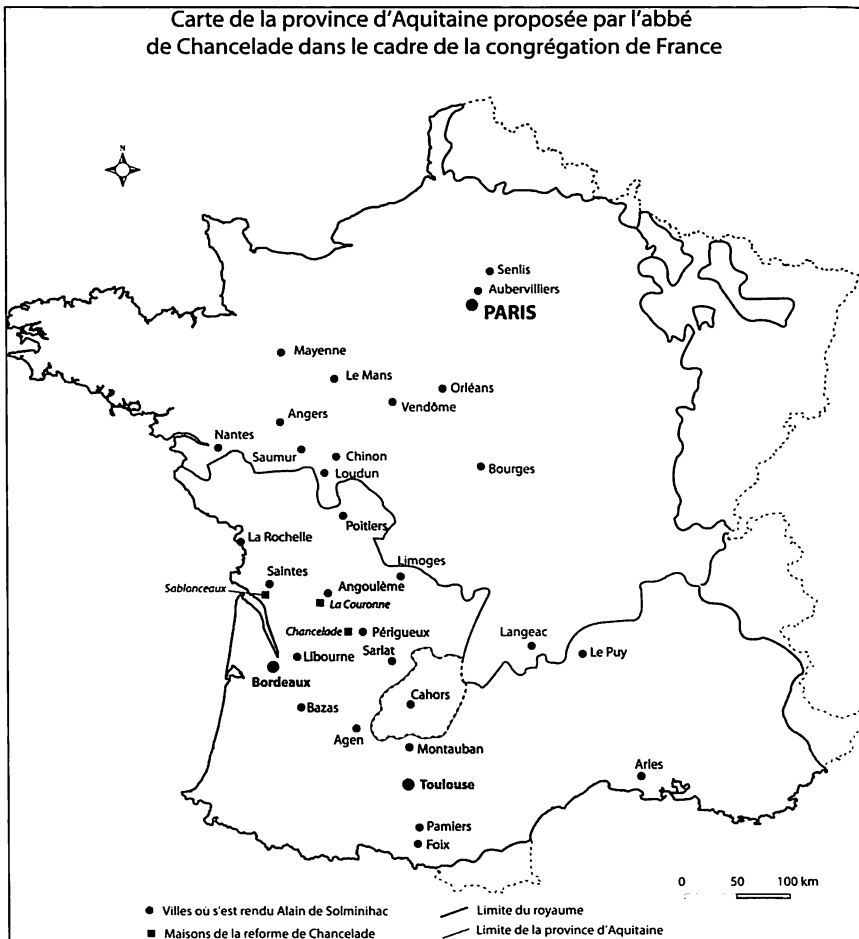 Carte de la province d'Aquitaine proposée par l'abbé
de Chancelade dans le cadre de la congrégation de France
N
Senlis
Aubervilliers
PARIS
Mayenne
Le Mans
Orléans
Vendôme
Angers
Nantes
Saumur
Chinon
Loudun
Bourges
Poitiers
La Rochelle
Limoges
Saintes
Sablonceaux
Angoulême
La Couronne
Chancelade
Périgueux
Langeac
Le Puy
Libourne
Sarlat
Bordeaux
Cahors
Bazas
Agen
Montauban
Arles
Toulouse
Pamiers
Foix
0 50 100 km
Villes où s'est rendu Alain de Solminihac
Limite du royaume
Maisons de la reforme de Chancelade
Limite de la province d'Aquitaine